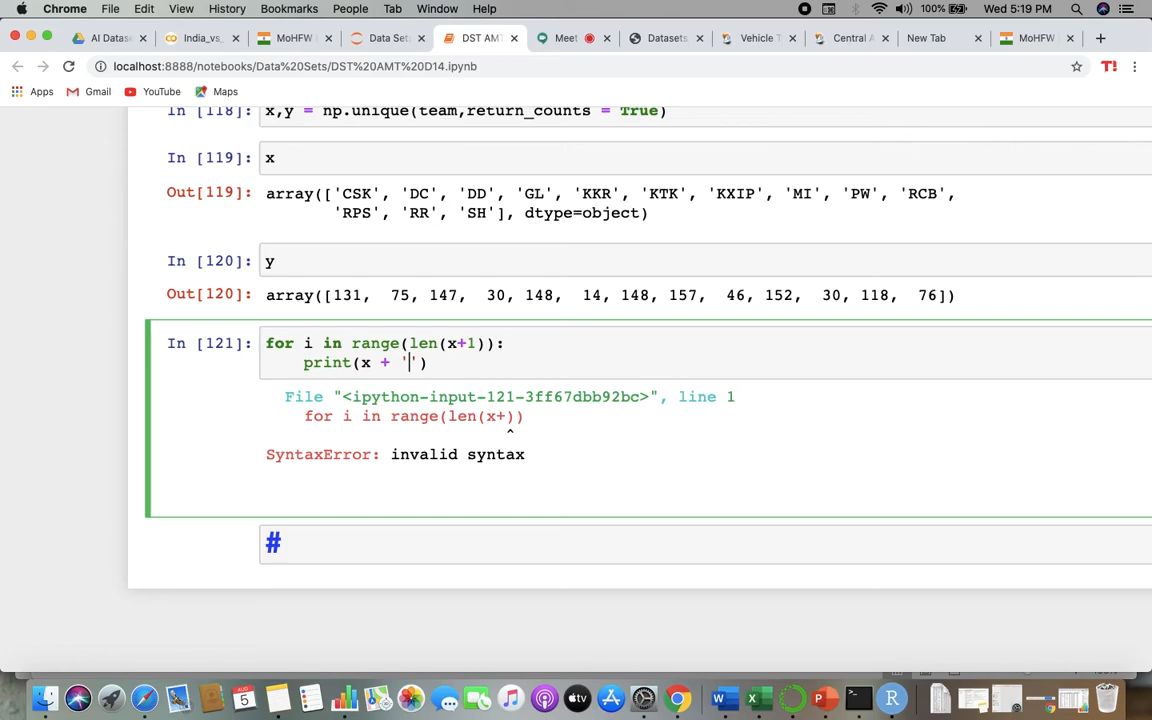 Chrome File Edit View History Bookmarks People Tab Window Help 100% Wed 5:19 PM
AI Datase India_vs_ MoHFW Data Set DST AMT Meet Datasets Vehicle T Central A New Tab MoHFW
localhost:8888/notebooks/Data%20Sets/DST%20AMT%20D14.ipynb T!
Apps Gmail YouTube Maps
In [118]: x,y = np.unique(team,return_counts = True)
In [119]: x
Out[119]: array(['CSK', 'DC', 'DD', 'GL', 'KKR', 'KTK', 'KXIP', 'MI', 'PW', 'RCB',
'RPS', 'RR', 'SH'], dtype=object)
In [120]: y
Out[120]: array([131, 75, 147, 30, 148, 14, 148, 157, 46, 152, 30, 118, 76])
In [121]: for i in range(len(x+1)):
print(x + '')
File "<ipython-input-121-3ff67dbb92bc>", line 1
for i in range(len(x+))
^
SyntaxError: invalid syntax
#
AUG
5
tv
W X P >_ R